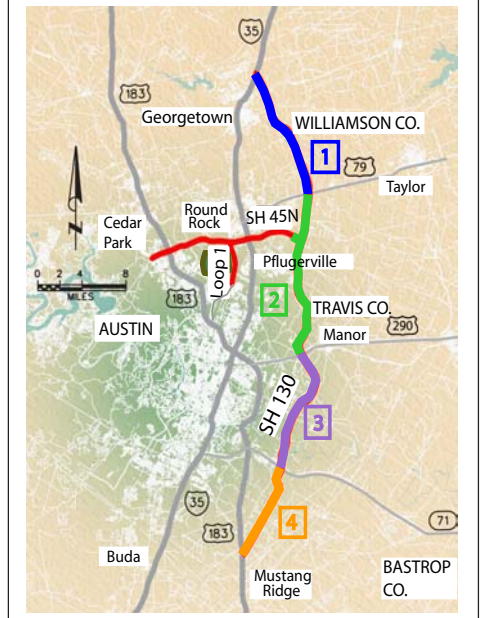 35
183
Georgetown
WILLIAMSON CO.
1
79
Taylor
Round
Rock
SH 45N
Cedar
Park
N
Loop 1
Pflugerville
0 2 4 8
MILES
183
2
TRAVIS CO.
AUSTIN
Manor
290
SH 130
3
35
4
71
183
Buda
Mustang
Ridge
BASTROP
CO.